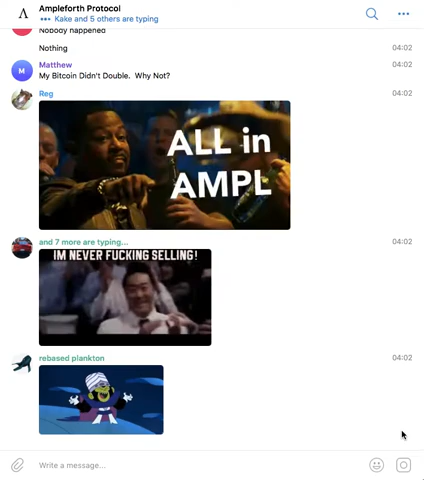 Ampleforth Protocol
Kake and 5 others are typing
Nobody happened
Nothing
04:02
Matthew
04:02
M
My Bitcoin Didn't Double. Why Not?
Reg
04:02
ALL in
AMPL
and 7 more are typing...
04:02
IM NEVER FUCKING SELLING!
rebased plankton
04:02
Write a message...